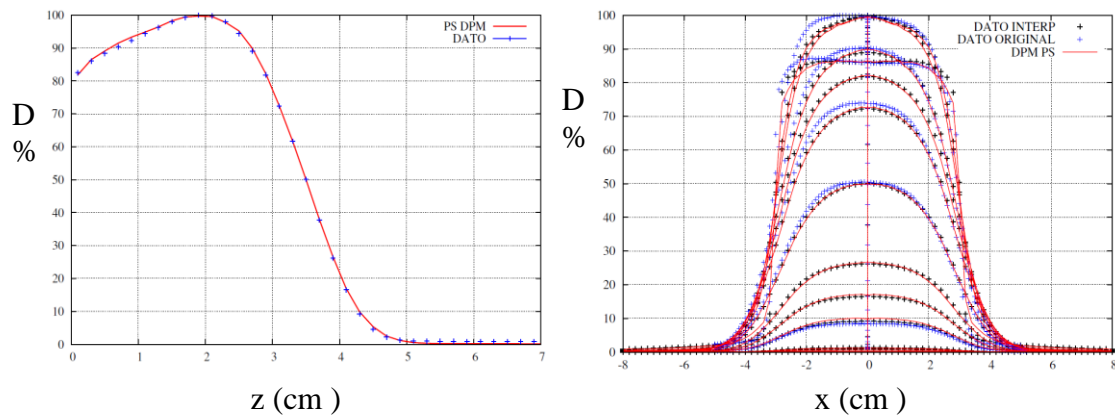 PS DPM
DATO
100
90
80
70
60
50
40
30
20
10
0
0 1 2 3 4 5 6 7
D
%
z (cm )
DATO INTERP
DATO ORIGINAL
DPM PS
100
90
80
70
60
50
40
30
20
10
0
-8 -6 -4 -2 0 2 4 6 8
D
%
x (cm )